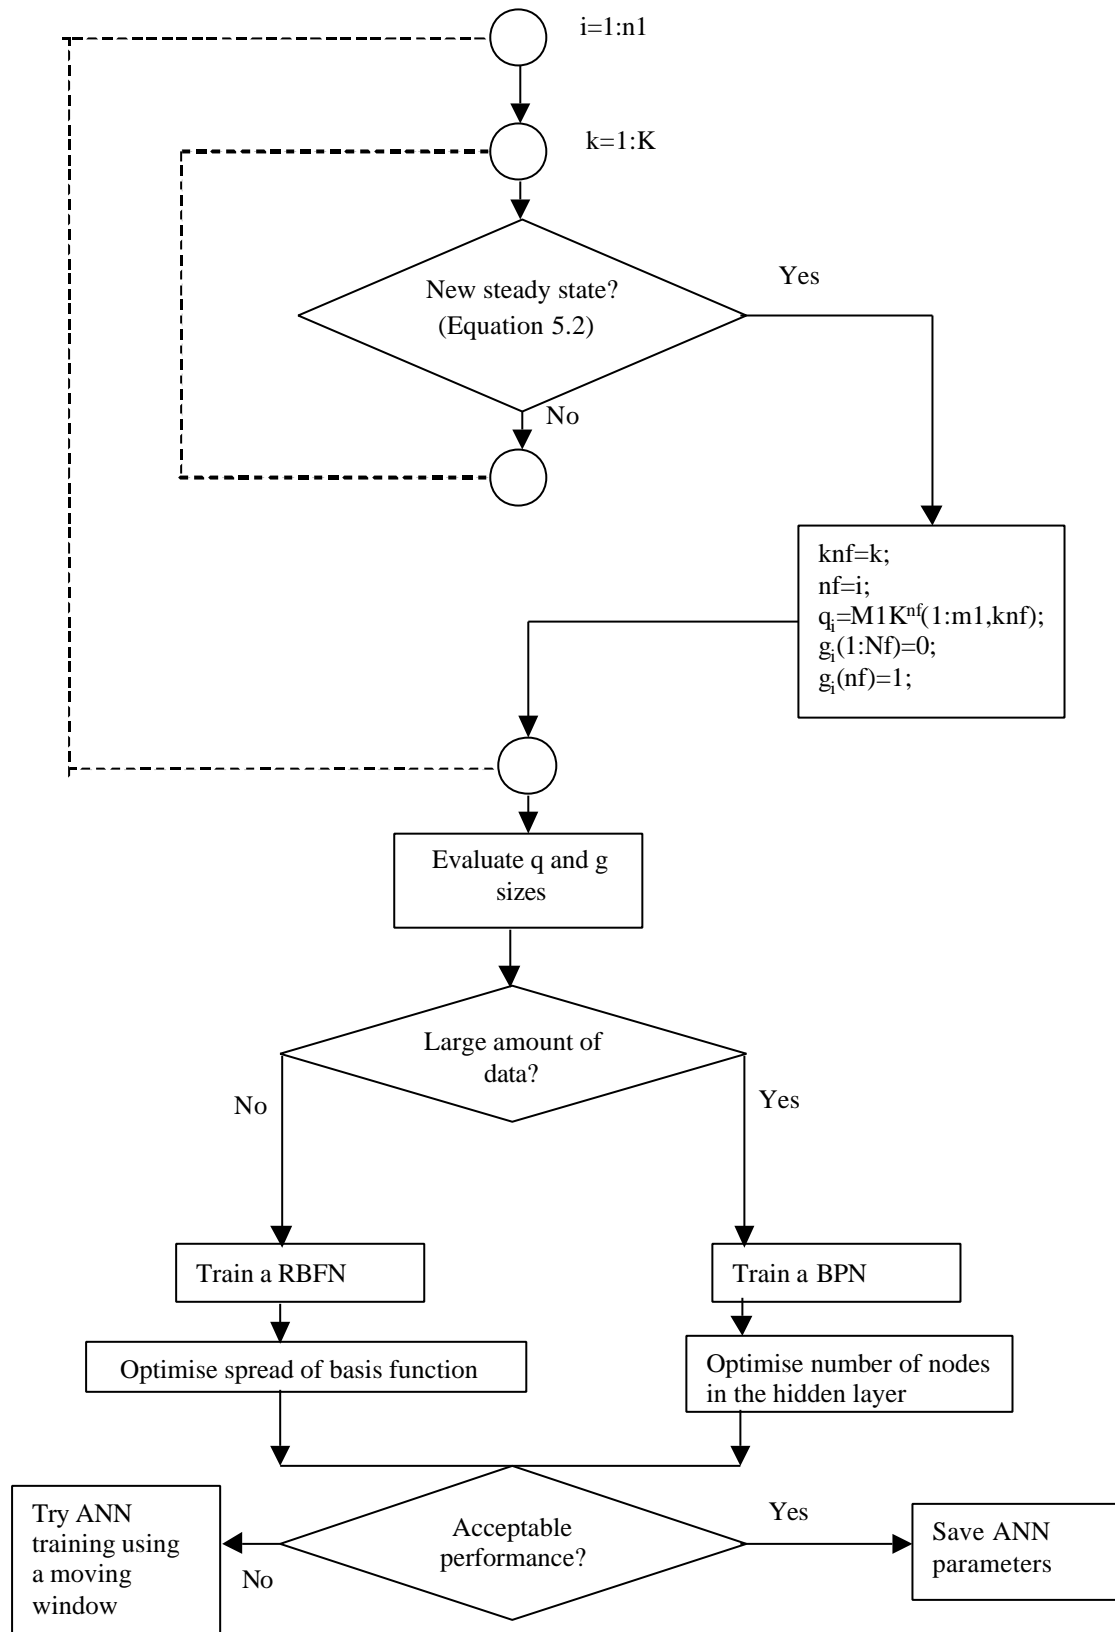 i=1:n1
k=1:K
Yes
New steady state?
(Equation 5.2)
No
knf=k;
nf=i;
qi=M1Knf(1:m1,knf);
gi(1:Nf)=0;
gi(nf)=1;
Evaluate q and g
sizes
Large amount of
data?
No
Yes
Train a RBFN
Train a BPN
Optimise spread of basis function
Optimise number of nodes
in the hidden layer
Try ANN
training using
a moving
window
No
Acceptable
performance?
Yes
Save ANN
parameters